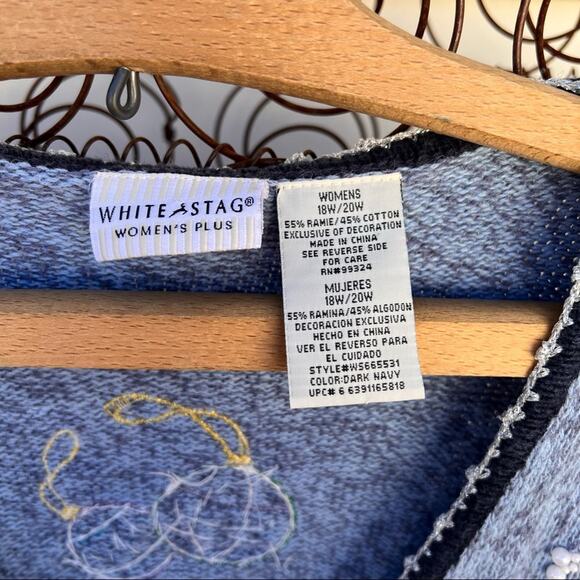 WHITE STAG®
WOMEN'S PLUS
WOMENS
18W/20W
55% RAMIE/45% COTTON
EXCLUSIVE OF DECORATION
MADE IN CHINA
SEE REVERSE SIDE
FOR CARE
RN#99324
MUJERES
18W/20W
55% RAMINA/45% ALGODON
DECORACION EXCLUSIVA
HECHO EN CHINA
VER EL REVERSO PARA
EL CUIDADO
STYLE#WS665531
COLOR:DARK NAVY
UPC# 6 6391165818